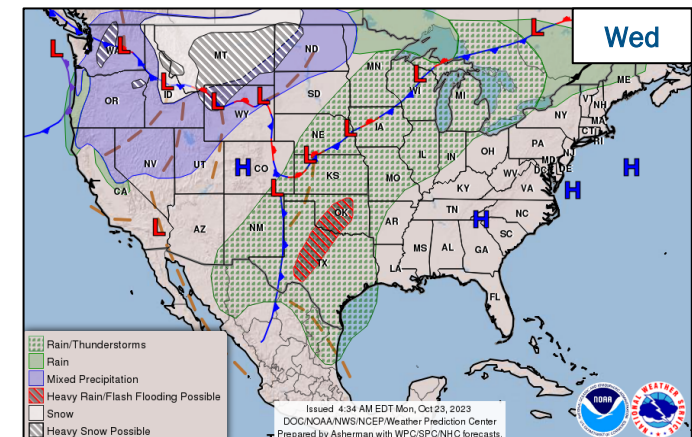 Wed
L
L
WA
MT
ND
MN
L
L
ME
OR
ID
L
L
L
WY
SD
WI
MI
VT
NH
NY
MA
CT
RI
NV
UT
H
CO
NE
L
L
IA
IL
IN
OH
PA
NJ
MD
DE
DC
WV
VA
H
H
CA
L
KS
MO
KY
L
AZ
NM
OK
AR
TN
H
NC
SC
TX
MS
AL
GA
LA
FL
Rain/Thunderstorms
Rain
Mixed Precipitation
Heavy Rain/Flash Flooding Possible
Snow
Heavy Snow Possible
Issued 4:34 AM EDT Mon, Oct 23, 2023
DOC/NOAA/NWS/NCEP/Weather Prediction Center
Prepared by Asherman with WPC/SPC/NHC forecasts.
NOAA
NATIONAL WEATHER SERVICE